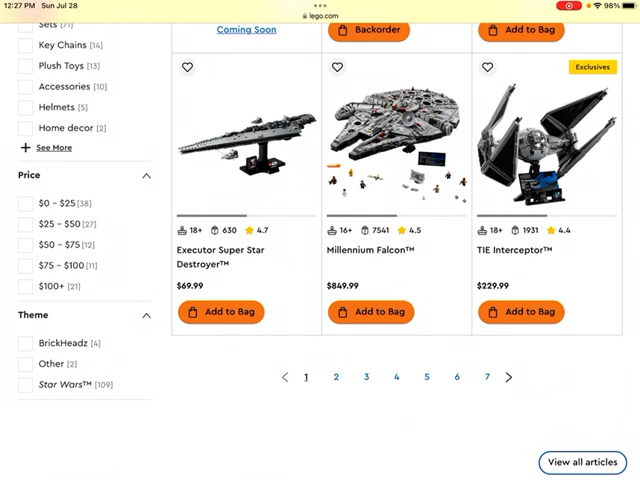 12:27 PM Sun Jul 28
98%
lego.com
Sets [71]
Key Chains [14]
Plush Toys [13]
Accessories [10]
Helmets [5]
Home decor [2]
See More
Price
$0 – $25 [38]
$25 – $50 [27]
$50 – $75 [12]
$75 – $100 [11]
$100+ [21]
Theme
BrickHeadz [4]
Other [2]
Star Wars™ [109]
Coming Soon
Backorder
Add to Bag
Exclusives
18+ 630 4.7
Executor Super Star
Destroyer™
$69.99
Add to Bag
16+ 7541 4.5
Millennium Falcon™
$849.99
Add to Bag
18+ 1931 4.4
TIE Interceptor™
$229.99
Add to Bag
1 2 3 4 5 6 7
View all articles